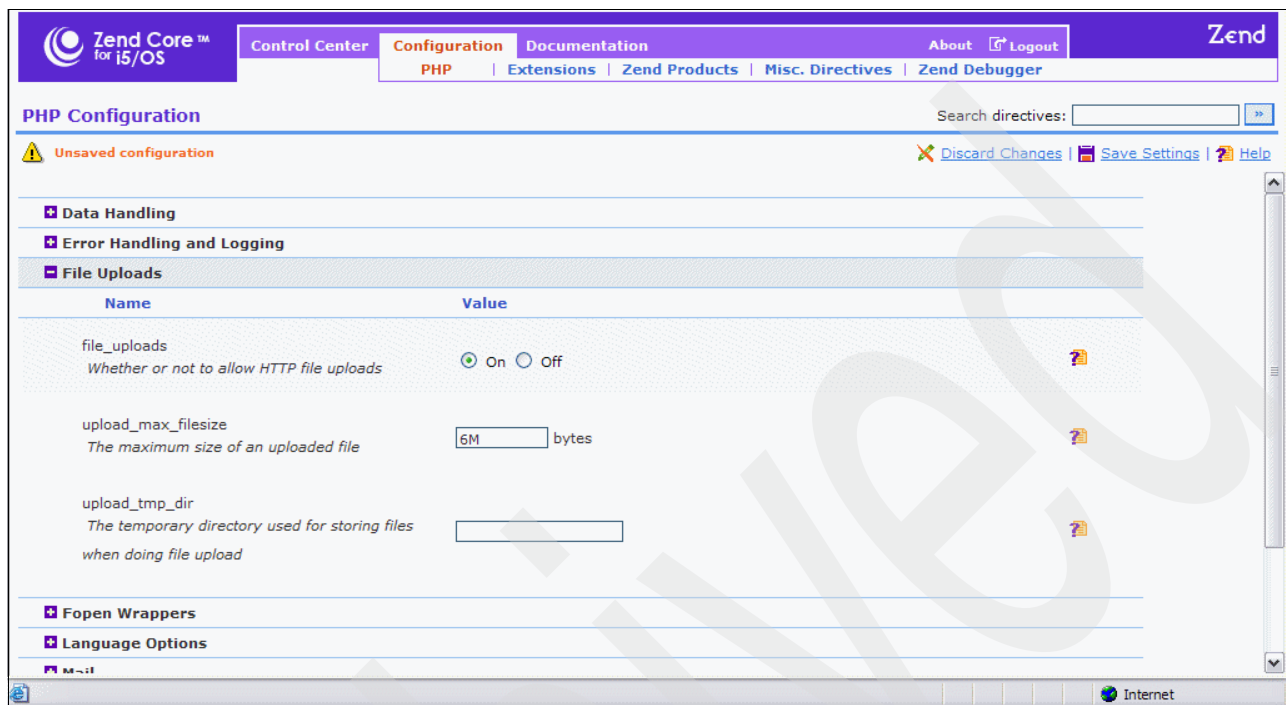 Zend Core ™
for i5/OS
Control Center Configuration Documentation About Logout
Zend
PHP | Extensions | Zend Products | Misc. Directives | Zend Debugger
PHP Configuration
Search directives: »
Unsaved configuration
Discard Changes | Save Settings | Help
Data Handling
Error Handling and Logging
File Uploads
Name Value
file_uploads
Whether or not to allow HTTP file uploads
On Off
upload_max_filesize
The maximum size of an uploaded file
6M bytes
upload_tmp_dir
The temporary directory used for storing files
when doing file upload
Fopen Wrappers
Language Options
Mail
Internet